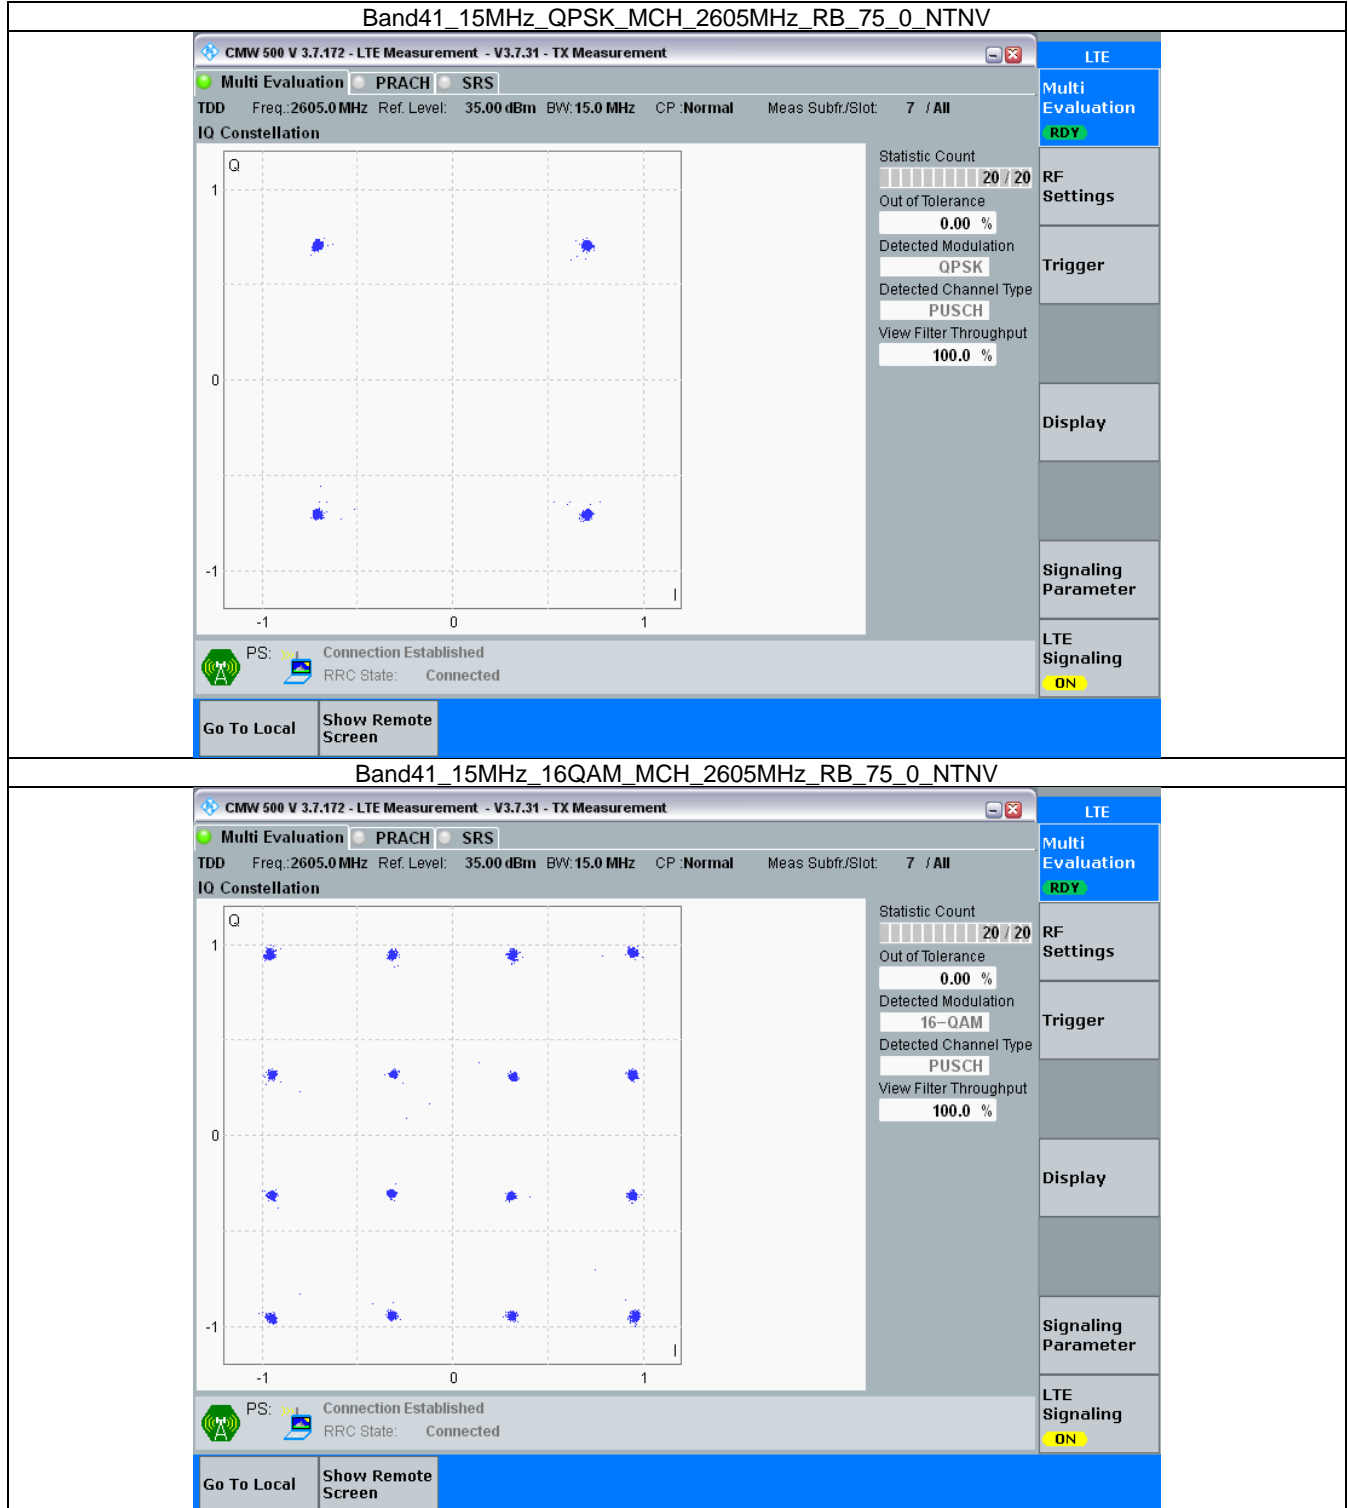 Band41_15MHz_QPSK_MCH_2605MHz_RB_75_0_NTNV
CMW 500 V 3.7.172 - LTE Measurement - V3.7.31 - TX Measurement
LTE
Multi Evaluation PRACH SRS
Multi
Evaluation
RDY
TDD Freq.:2605.0 MHz Ref. Level: 35.00 dBm BW:15.0 MHz CP :Normal Meas Subfr./Slot: 7 / All
IQ Constellation
Q
1
0
-1
I
-1 0 1
Statistic Count
20 / 20
Out of Tolerance
0.00 %
Detected Modulation
QPSK
Detected Channel Type
PUSCH
View Filter Throughput
100.0 %
RF
Settings
Trigger
Display
Signaling
Parameter
LTE
Signaling
ON
PS: Connection Established
RRC State: Connected
Go To Local
Show Remote
Screen
Band41_15MHz_16QAM_MCH_2605MHz_RB_75_0_NTNV
CMW 500 V 3.7.172 - LTE Measurement - V3.7.31 - TX Measurement
LTE
Multi Evaluation PRACH SRS
Multi
Evaluation
RDY
TDD Freq.:2605.0 MHz Ref. Level: 35.00 dBm BW:15.0 MHz CP :Normal Meas Subfr./Slot: 7 / All
IQ Constellation
Q
1
0
-1
I
-1 0 1
Statistic Count
20 / 20
Out of Tolerance
0.00 %
Detected Modulation
16-QAM
Detected Channel Type
PUSCH
View Filter Throughput
100.0 %
RF
Settings
Trigger
Display
Signaling
Parameter
LTE
Signaling
ON
PS: Connection Established
RRC State: Connected
Go To Local
Show Remote
Screen